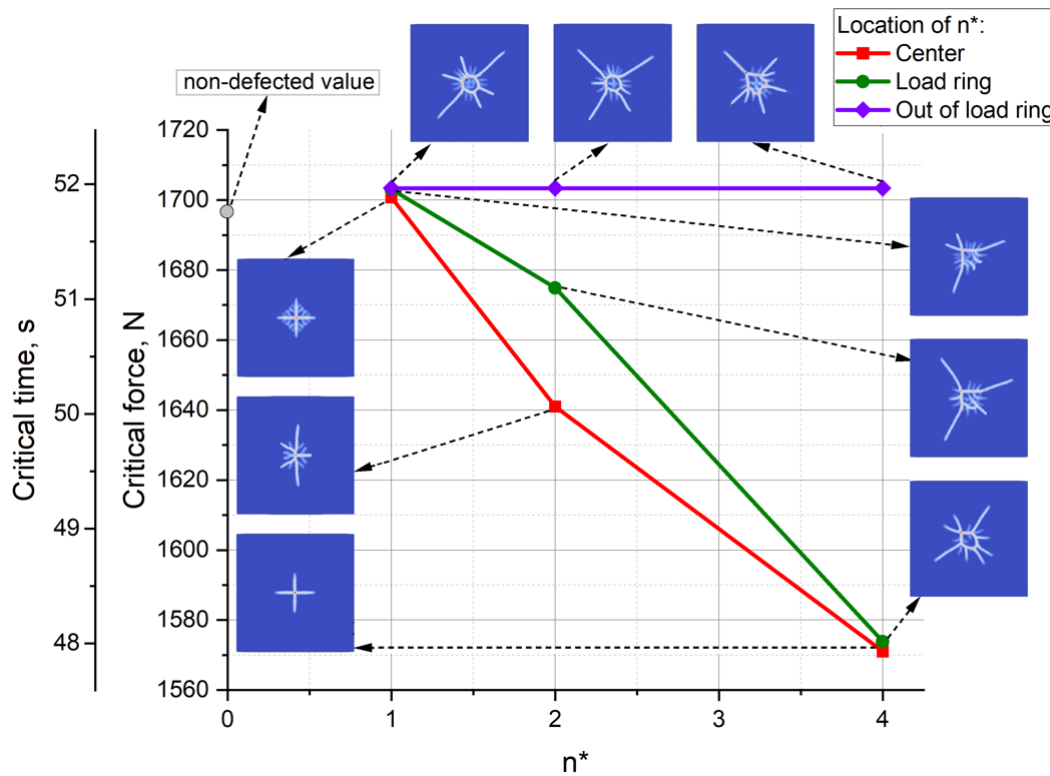 Location of n*:
Center
Load ring
Out of load ring
non-defected value
1720
1700
1680
1660
1640
1620
1600
1580
1560
52
51
50
49
48
Critical time, s
Critical force, N
0
1
2
3
4
n*